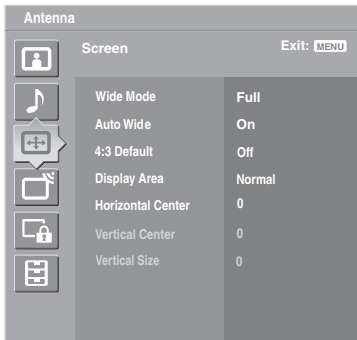 Antenna
Screen Exit: MENU
Wide Mode Full
Auto Wide On
4:3 Default Off
Display Area Normal
Horizontal Center 0
Vertical Center 0
Vertical Size 0